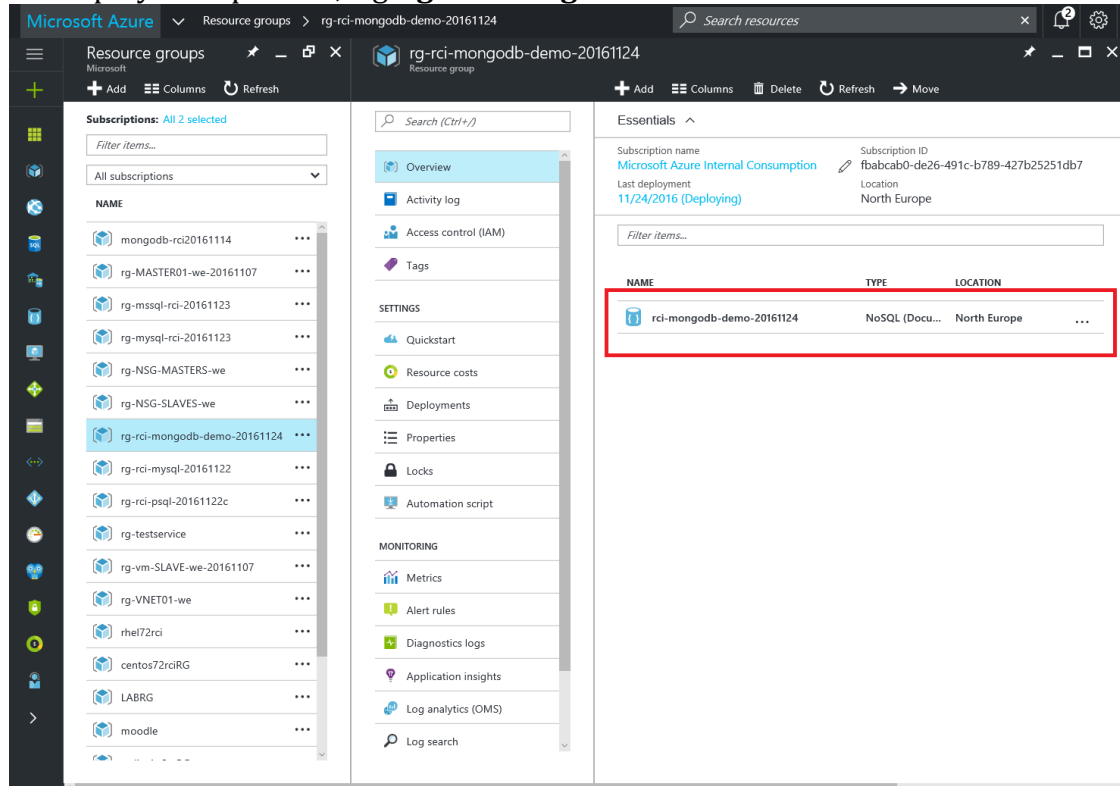 Microsoft Azure Resource groups > rg-rci-mongodb-demo-20161124 Search resources × 2
Resource groups
Microsoft
Add Columns Refresh
Subscriptions: All 2 selected
Filter items...
All subscriptions
NAME
mongodb-rci20161114 ...
rg-MASTER01-we-20161107 ...
rg-mssql-rci-20161123 ...
rg-mysql-rci-20161123 ...
rg-NSG-MASTERS-we ...
rg-NSG-SLAVES-we ...
rg-rci-mongodb-demo-20161124 ...
rg-rci-mysql-20161122 ...
rg-rci-psql-20161122c ...
rg-testservice ...
rg-vm-SLAVE-we-20161107 ...
rg-VNET01-we ...
rhel72rci ...
centos72rciRG ...
LABRG ...
moodle ...
rg-rci-mongodb-demo-20161124
Resource group
Search (Ctrl+/)
Overview
Activity log
Access control (IAM)
Tags
SETTINGS
Quickstart
Resource costs
Deployments
Properties
Locks
Automation script
MONITORING
Metrics
Alert rules
Diagnostics logs
Application insights
Log analytics (OMS)
Log search
Add Columns Delete Refresh Move
Essentials
Subscription name
Microsoft Azure Internal Consumption
Subscription ID
fbabcab0-de26-491c-b789-427b25251db7
Last deployment
11/24/2016 (Deploying)
Location
North Europe
Filter items...
NAME TYPE LOCATION
rci-mongodb-demo-20161124 NoSQL (Docu... North Europe ...